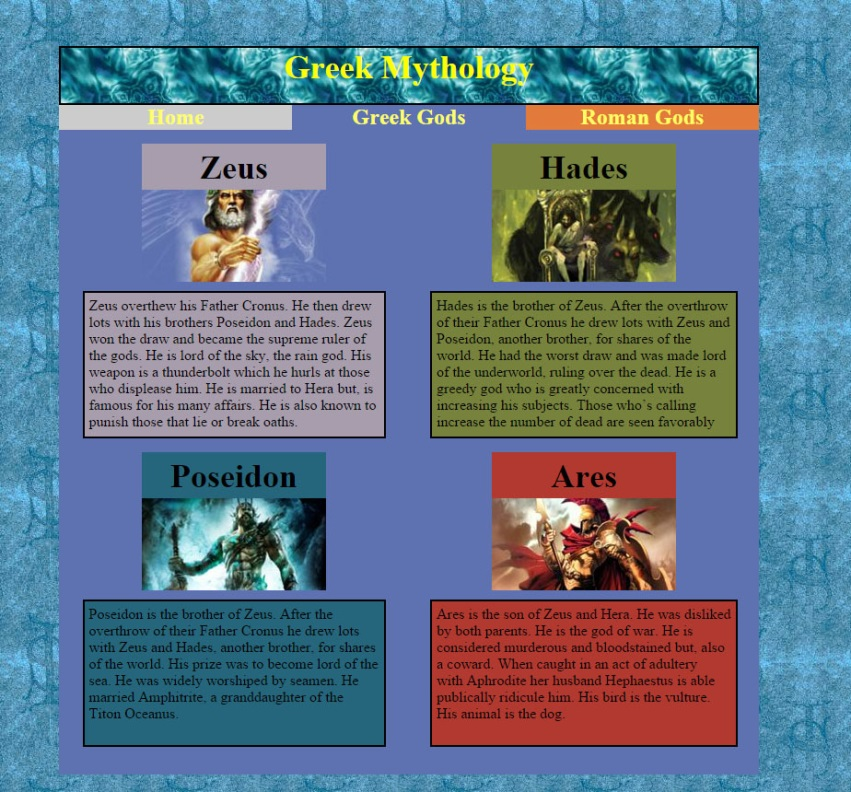 Greek Mythology
Home Greek Gods Roman Gods
Zeus
Zeus overthew his Father Cronus. He then drew
lots with his brothers Poseidon and Hades. Zeus
won the draw and became the supreme ruler of
the gods. He is lord of the sky, the rain god. His
weapon is a thunderbolt which he hurls at those
who displease him. He is married to Hera but, is
famous for his many affairs. He is also known to
punish those that lie or break oaths.
Hades
Hades is the brother of Zeus. After the overthrow
of their Father Cronus he drew lots with Zeus and
Poseidon, another brother, for shares of the
world. He had the worst draw and was made lord
of the underworld, ruling over the dead. He is a
greedy god who is greatly concerned with
increasing his subjects. Those who`s calling
increase the number of dead are seen favorably
Poseidon
Poseidon is the brother of Zeus. After the
overthrow of their Father Cronus he drew lots
with Zeus and Hades, another brother, for shares
of the world. His prize was to become lord of the
sea. He was widely worshiped by seamen. He
married Amphitrite, a granddaughter of the
Titon Oceanus.
Ares
Ares is the son of Zeus and Hera. He was disliked
by both parents. He is the god of war. He is
considered murderous and bloodstained but, also
a coward. When caught in an act of adultery
with Aphrodite her husband Hephaestus is able
publically ridicule him. His bird is the vulture.
His animal is the dog.